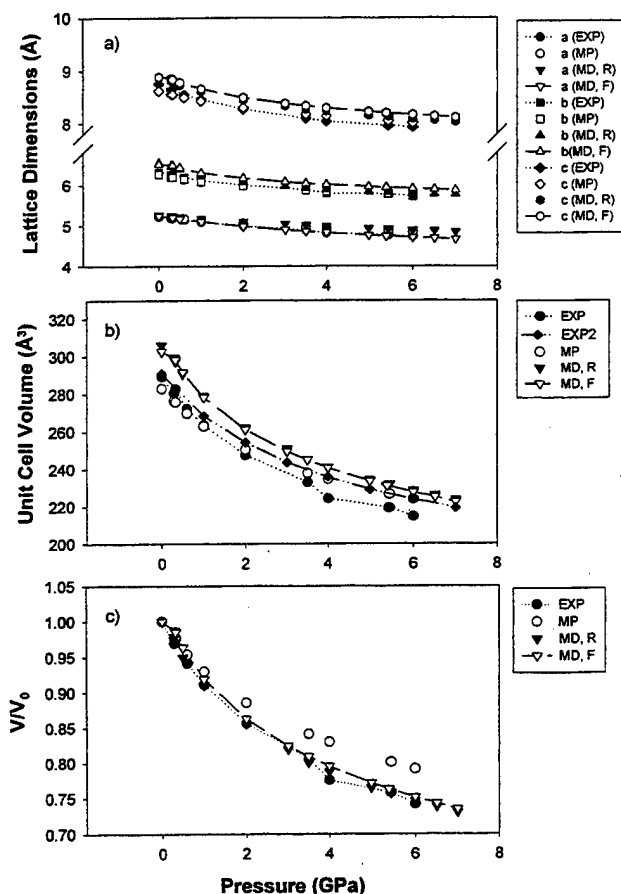 a)
Lattice Dimensions (Å)
10
9
8
6
5
4
0 2 4 6 8
a (EXP)
a (MP)
a (MD, R)
a (MD, F)
b (EXP)
b (MP)
b (MD, R)
b(MD, F)
c (EXP)
c (MP)
c (MD, R)
c (MD, F)
b)
Unit Cell Volume (Å³)
320
300
280
260
240
220
200
0 2 4 6 8
EXP
EXP2
MP
MD, R
MD, F
c)
V/V₀
1.05
1.00
0.95
0.90
0.85
0.80
0.75
0.70
0 2 4 6 8
EXP
MP
MD, R
MD, F
Pressure (GPa)